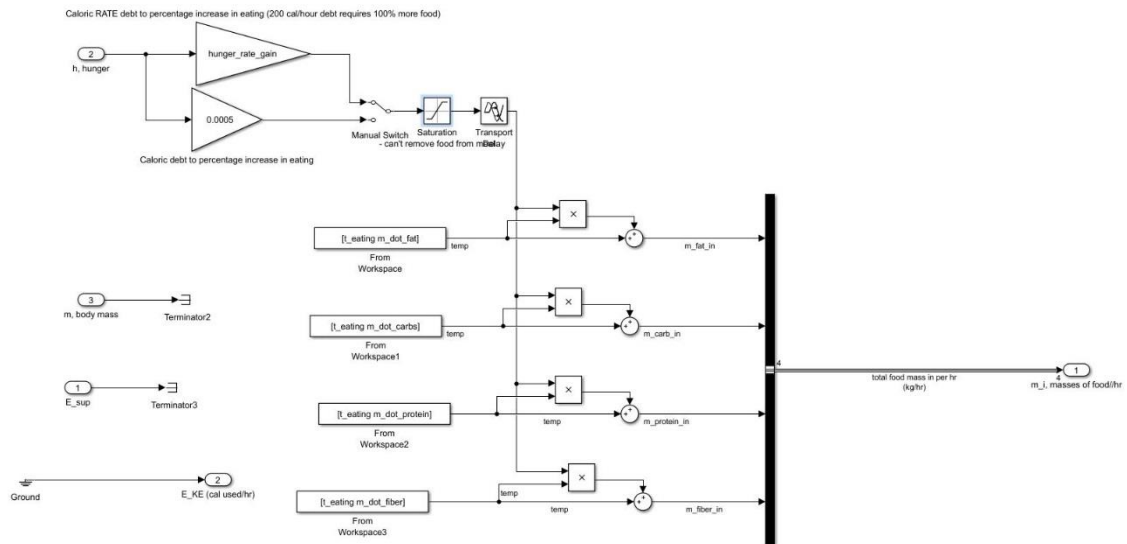 Caloric RATE debt to percentage increase in eating (200 cal/hour debt requires 100% more food)
2
h, hunger
hunger_rate_gain
0.0005
Caloric debt to percentage increase in eating
Manual Switch
Saturation
- can't remove food from meal
Transport
Delay
×
[t_eating m_dot_fat]
temp
From
Workspace
m_fat_in
3
m, body mass
Terminator2
×
[t_eating m_dot_carbs]
temp
From
Workspace1
m_carb_in
4
total food mass in per hr
(kg/hr)
4
1
m_i, masses of food//hr
1
E_sup
Terminator3
×
[t_eating m_dot_protein]
temp
From
Workspace2
m_protein_in
Ground
2
E_KE (cal used/hr)
×
temp
[t_eating m_dot_fiber]
temp
From
Workspace3
m_fiber_in